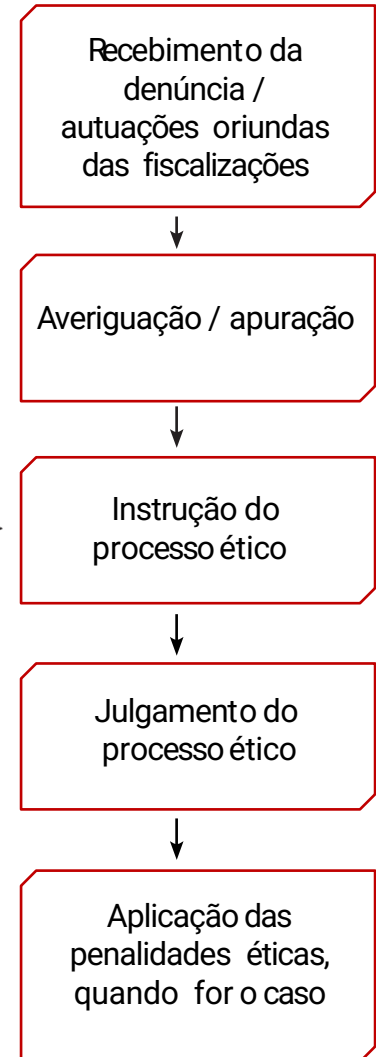 Recebimento da
denúncia /
autuações oriundas
das fiscalizações
Averiguação / apuração
Instrução do
processo ético
Julgamento do
processo ético
Aplicação das
penalidades éticas,
quando for o caso